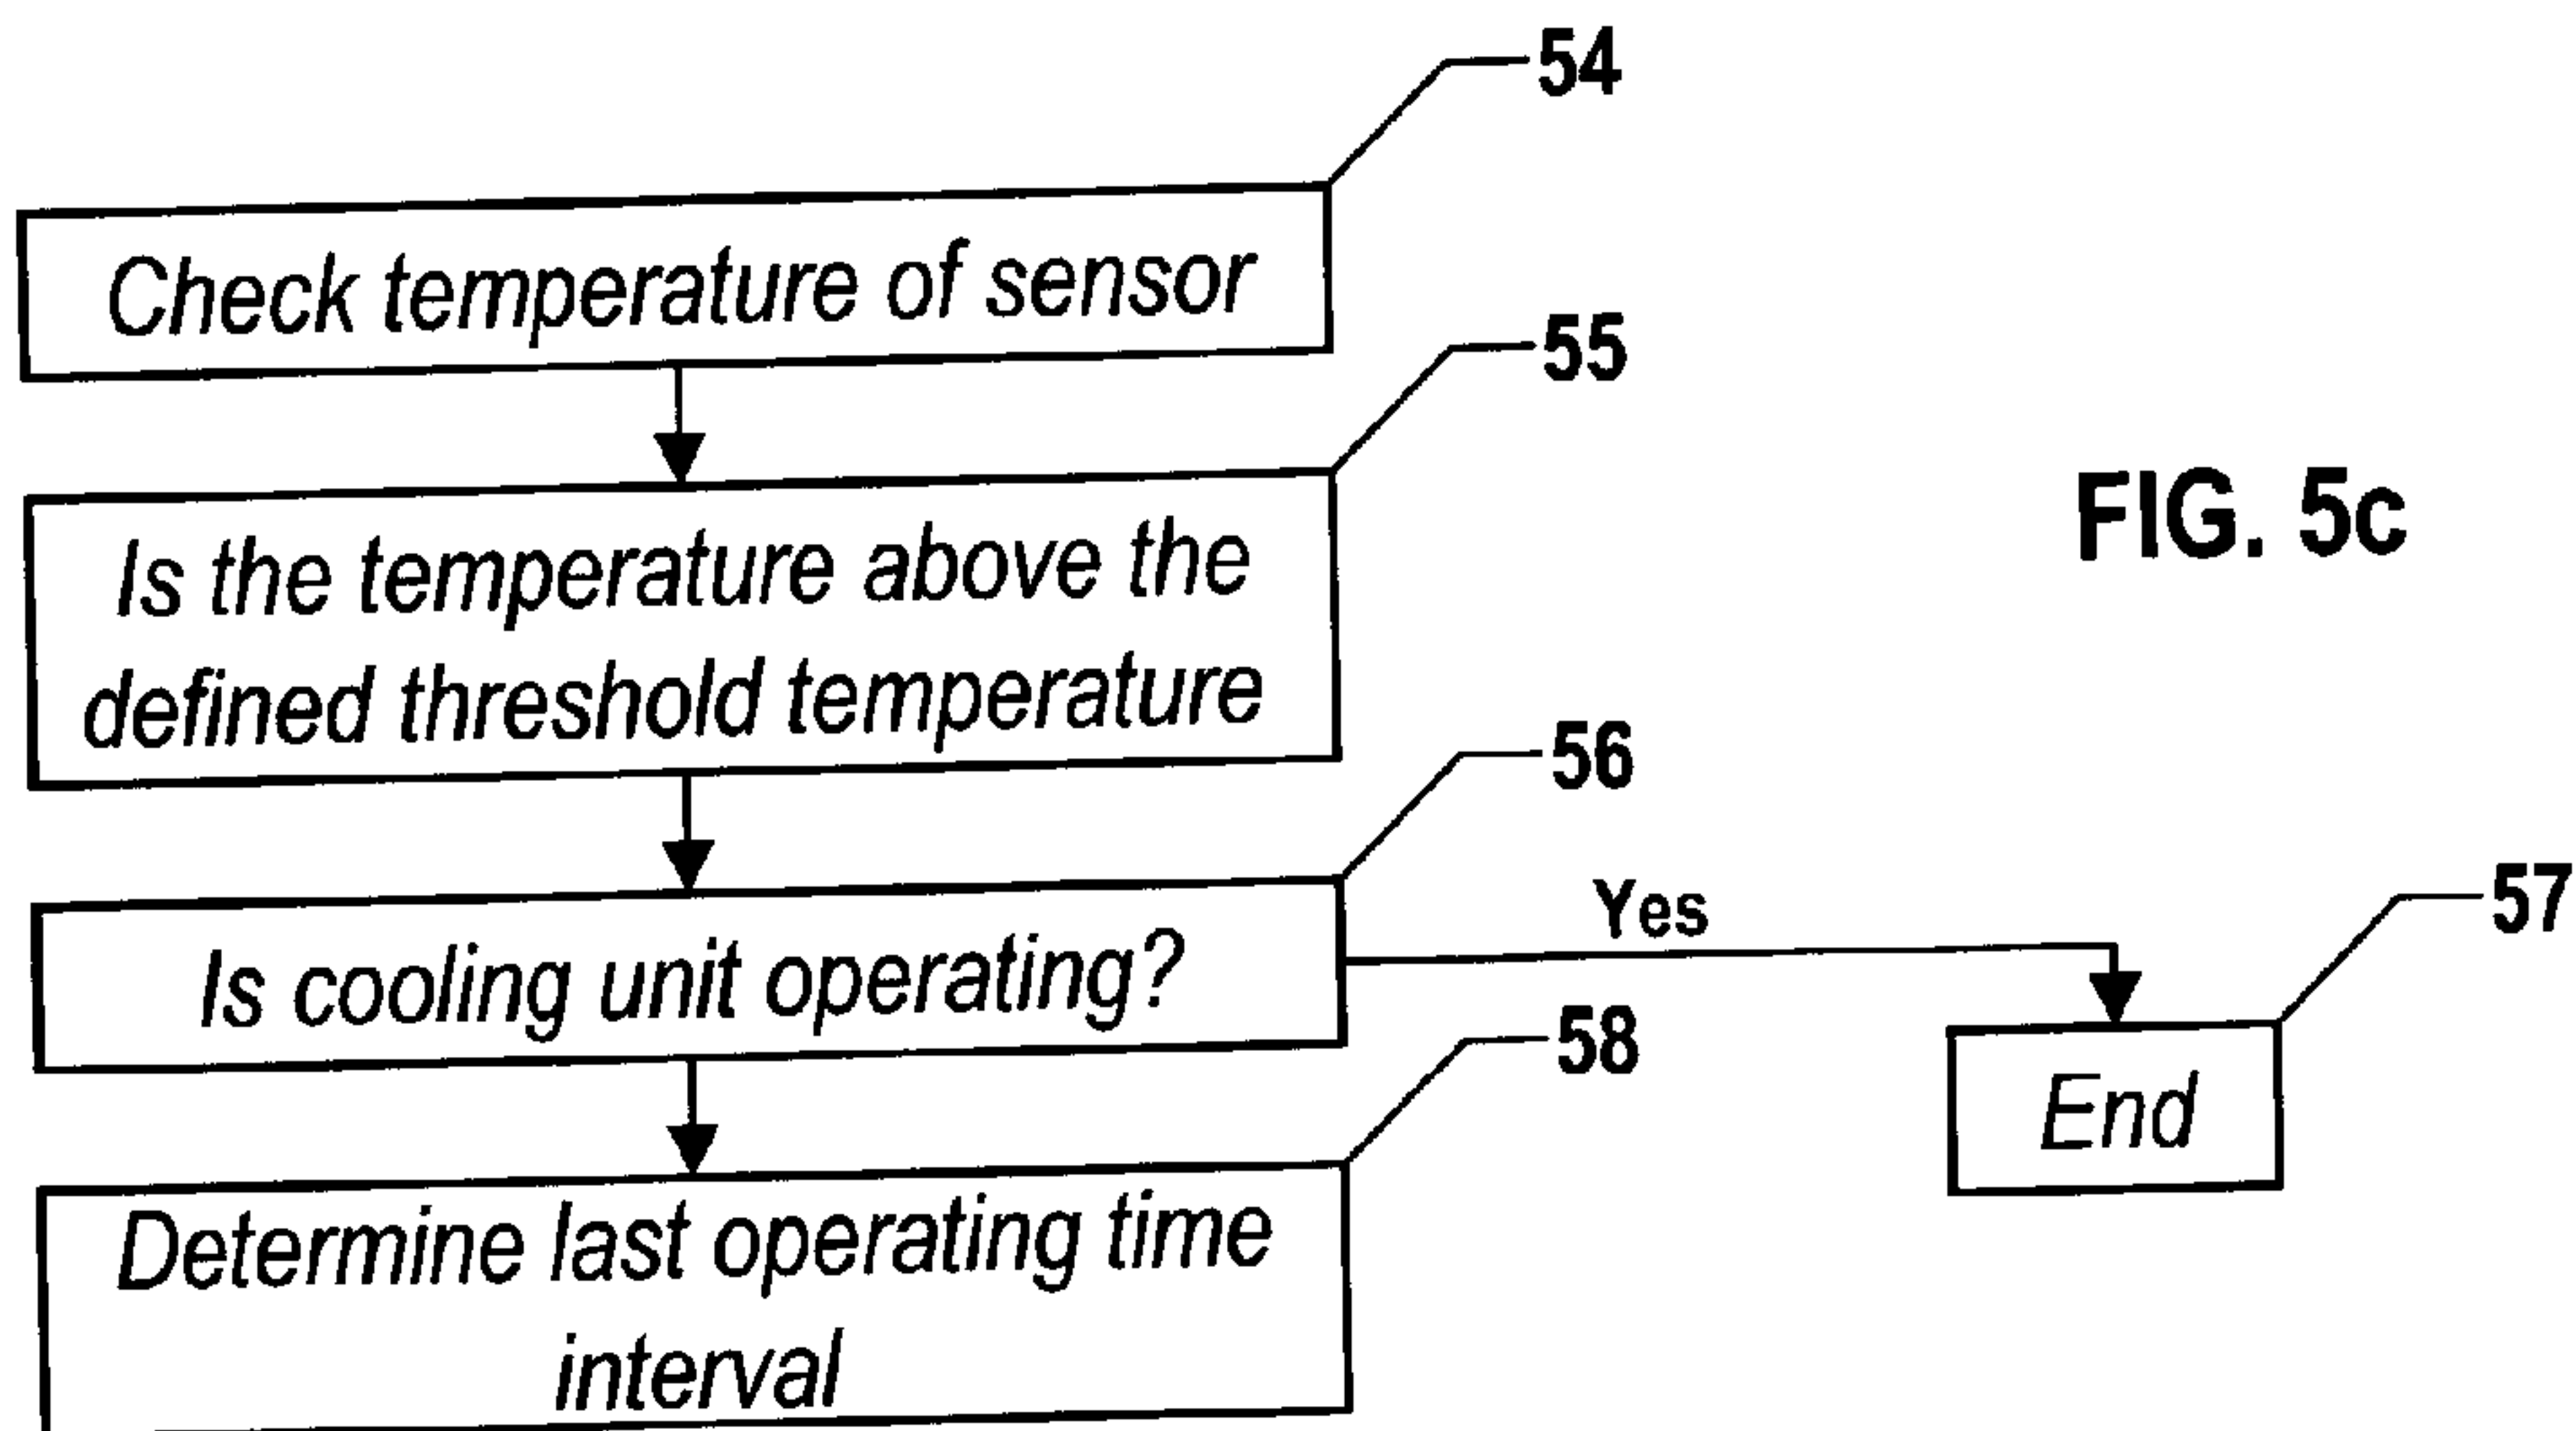 54
Check temperature of sensor
55
Is the temperature above the
defined threshold temperature
FIG. 5c
56
Is cooling unit operating?
Yes
57
End
58
Determine last operating time
interval